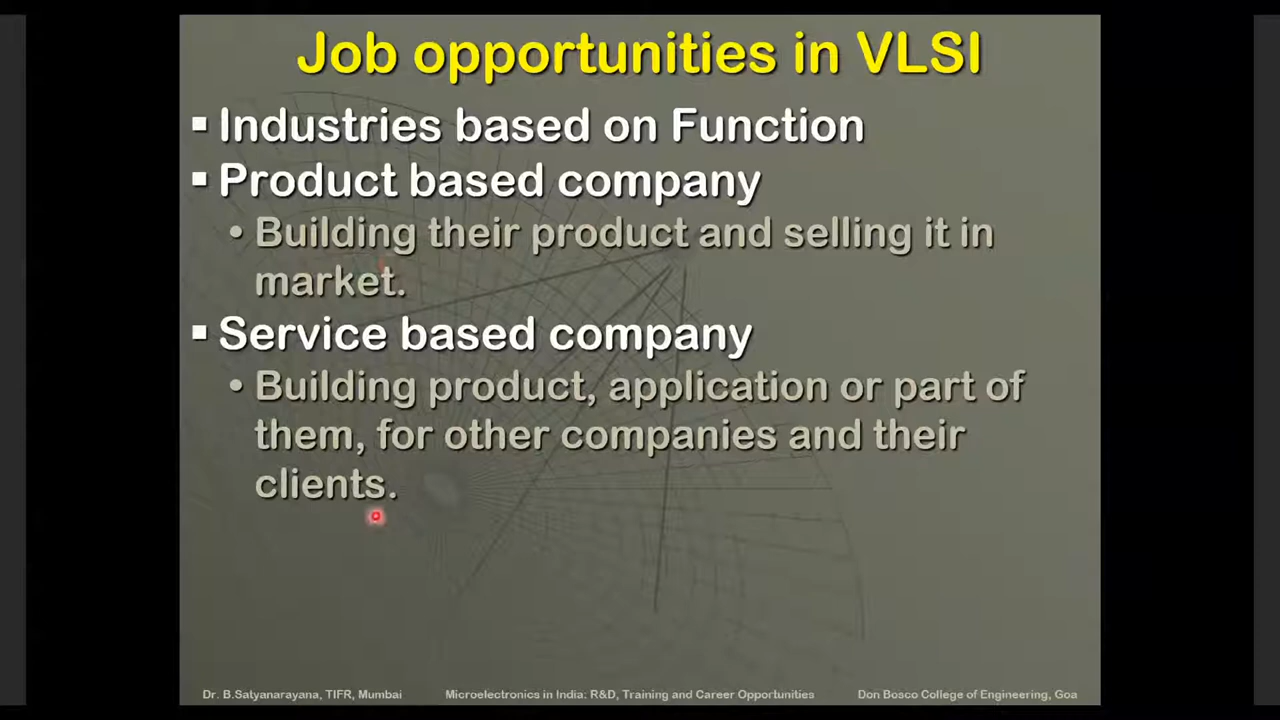 Job opportunities in VLSI
▪ Industries based on Function
▪ Product based company
• Building their product and selling it in
market.
▪ Service based company
• Building product, application or part of
them, for other companies and their
clients.
Dr. B.Satyanarayana, TIFR, Mumbai
Microelectronics in India: R&D, Training and Career Opportunities
Don Bosco College of Engineering, Goa